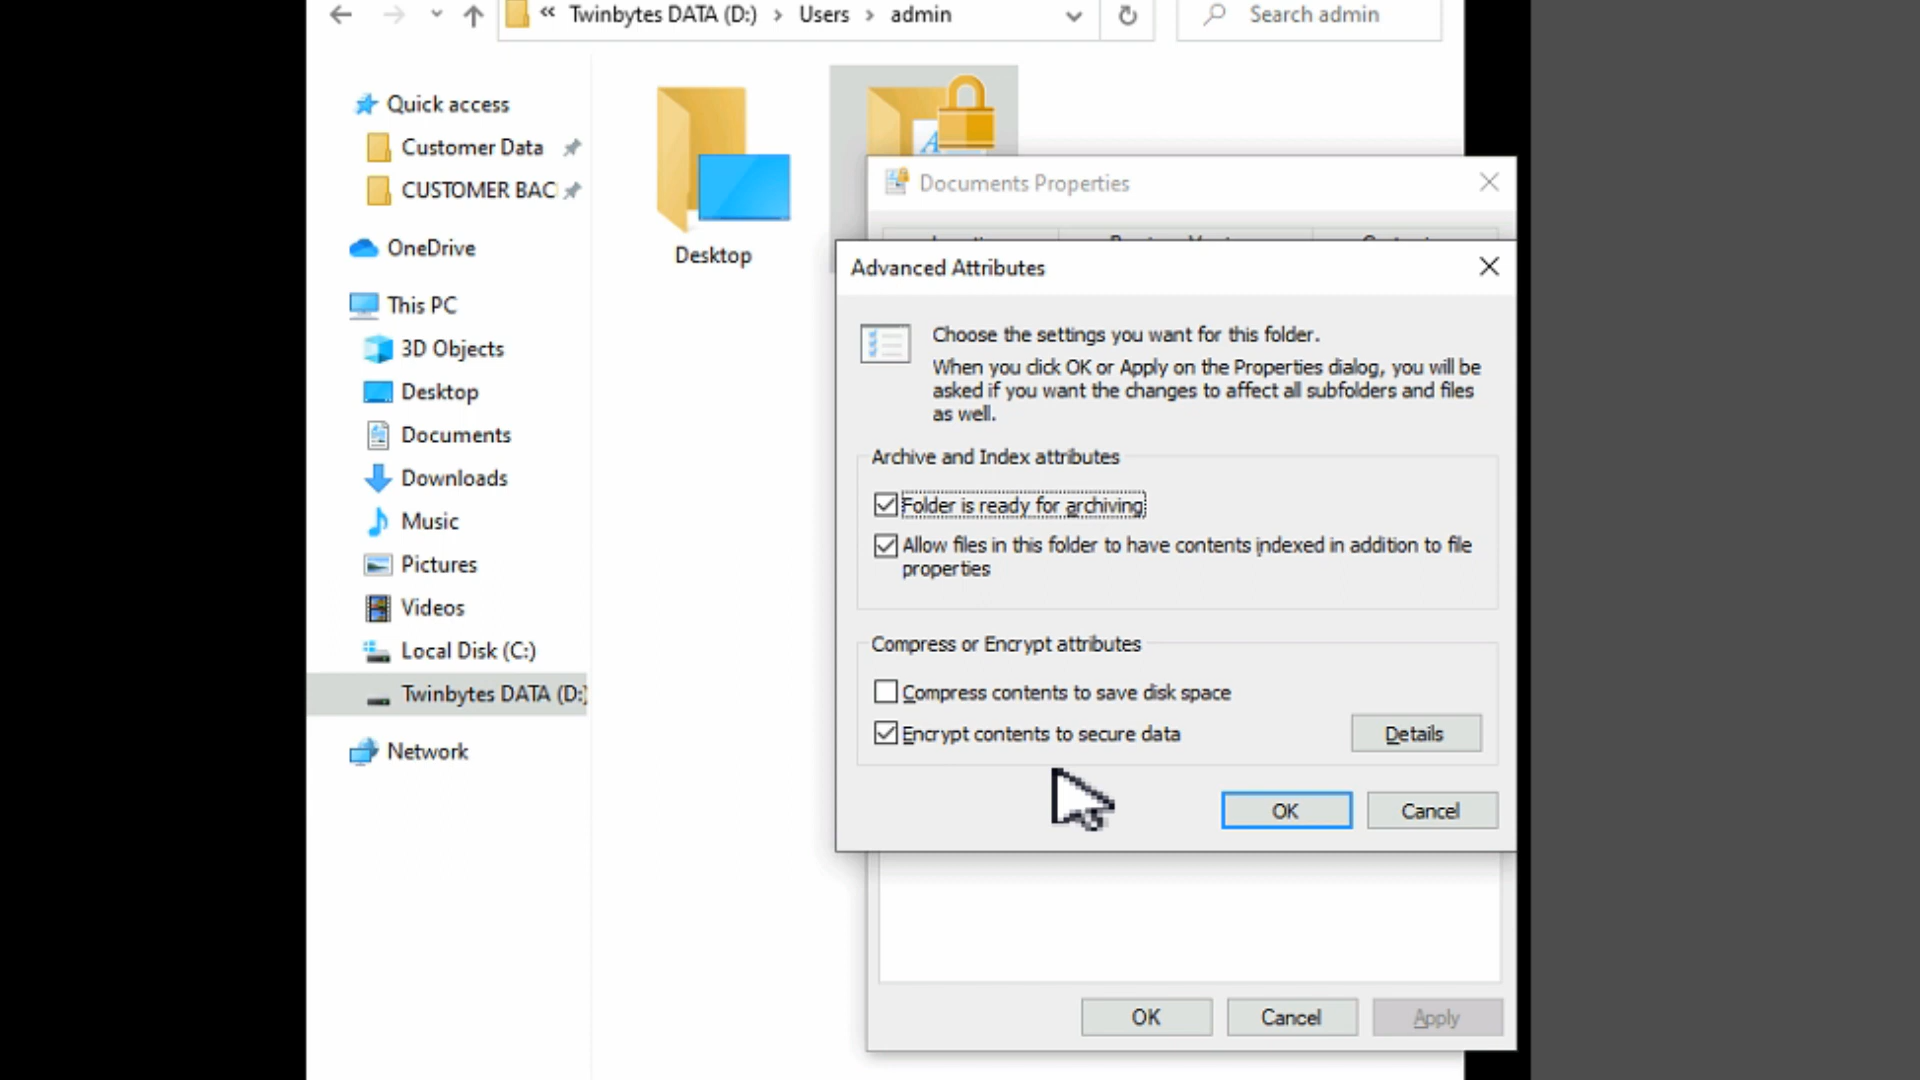 « Twinbytes DATA (D:) › Users › admin
Search admin
Quick access
Customer Data
CUSTOMER BAC
OneDrive
This PC
3D Objects
Desktop
Documents
Downloads
Music
Pictures
Videos
Local Disk (C:)
Twinbytes DATA (D:)
Network
Desktop
Documents Properties
Advanced Attributes
Choose the settings you want for this folder.
When you click OK or Apply on the Properties dialog, you will be
asked if you want the changes to affect all subfolders and files
as well.
Archive and Index attributes
Folder is ready for archiving
Allow files in this folder to have contents indexed in addition to file
properties
Compress or Encrypt attributes
Compress contents to save disk space
Encrypt contents to secure data
Details
OK
Cancel
OK
Cancel
Apply